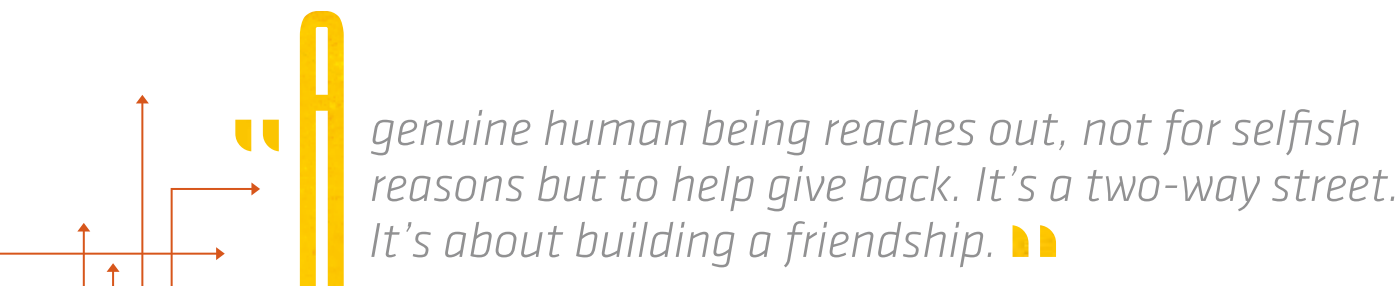 “A genuine human being reaches out, not for selfish
reasons but to help give back. It’s a two-way street.
It’s about building a friendship.”